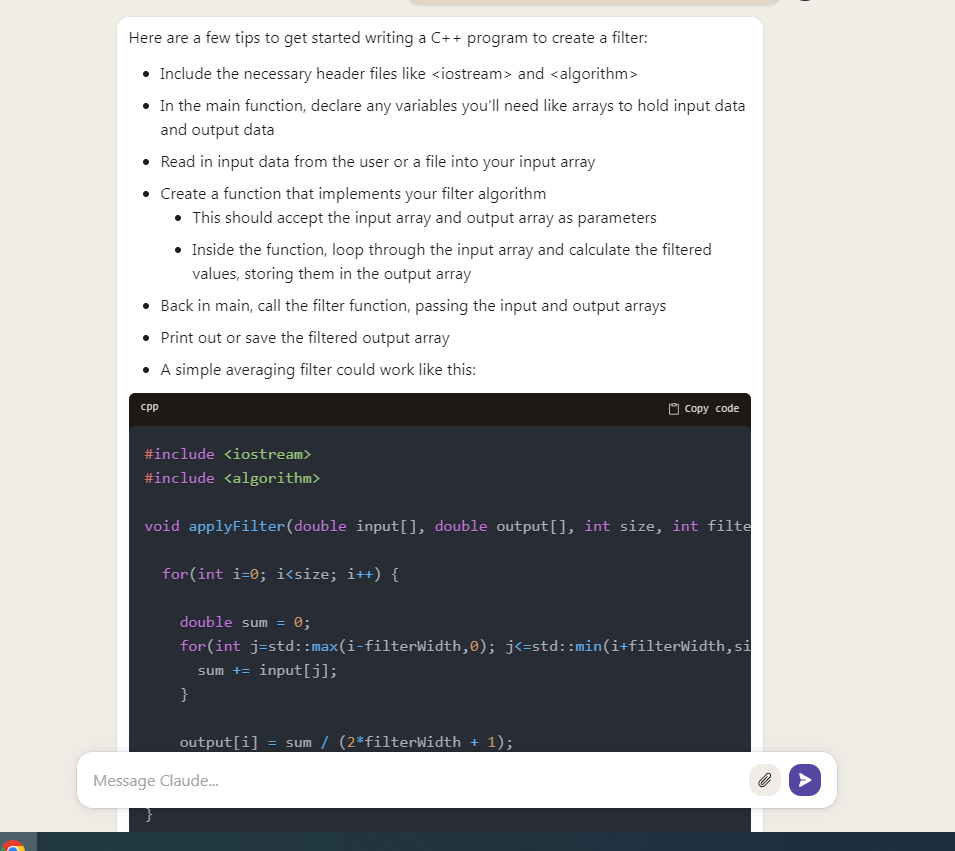 Here are a few tips to get started writing a C++ program to create a filter:
Include the necessary header files like <iostream> and <algorithm>
In the main function, declare any variables you'll need like arrays to hold input data
and output data
Read in input data from the user or a file into your input array
Create a function that implements your filter algorithm
This should accept the input array and output array as parameters
Inside the function, loop through the input array and calculate the filtered
values, storing them in the output array
Back in main, call the filter function, passing the input and output arrays
Print out or save the filtered output array
A simple averaging filter could work like this:
cpp
Copy code
#include <iostream>
#include <algorithm>
void applyFilter(double input[], double output[], int size, int filte
for(int i=0; i<size; i++) {
double sum = 0;
for(int j=std::max(i-filterWidth,0); j<=std::min(i+filterWidth,si
sum += input[j];
}
output[i] = sum / (2*filterWidth + 1);
Message Claude...
}